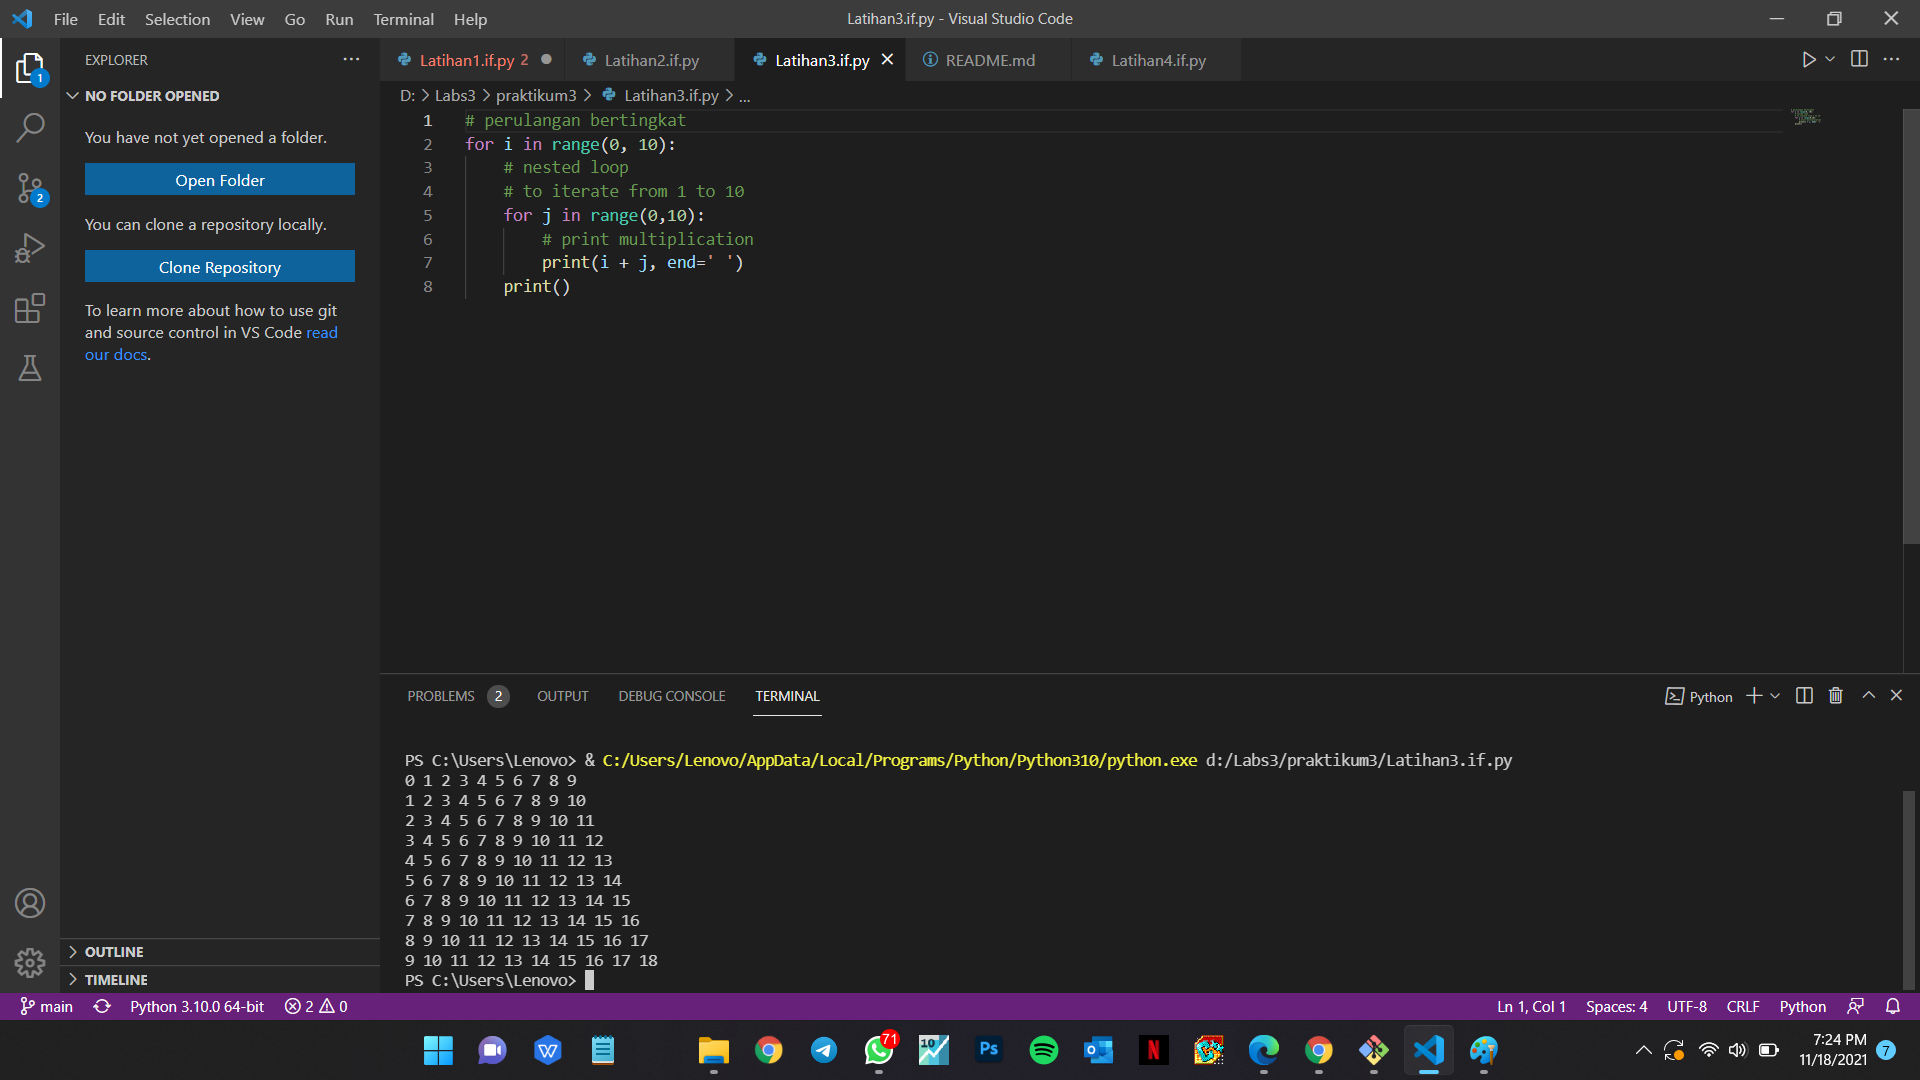 File Edit Selection View Go Run Terminal Help
Latihan3.if.py - Visual Studio Code
EXPLORER
NO FOLDER OPENED
You have not yet opened a folder.
Open Folder
You can clone a repository locally.
Clone Repository
To learn more about how to use git
and source control in VS Code read
our docs.
OUTLINE
TIMELINE
1
2
Latihan1.if.py 2
Latihan2.if.py
Latihan3.if.py
README.md
Latihan4.if.py
D: > Labs3 > praktikum3 > Latihan3.if.py > ...
1 # perulangan bertingkat
2 for i in range(0, 10):
3     # nested loop
4     # to iterate from 1 to 10
5     for j in range(0,10):
6         # print multiplication
7         print(i + j, end=' ')
8     print()
PROBLEMS 2 OUTPUT DEBUG CONSOLE TERMINAL
Python
PS C:\Users\Lenovo> & C:/Users/Lenovo/AppData/Local/Programs/Python/Python310/python.exe d:/Labs3/praktikum3/Latihan3.if.py
0 1 2 3 4 5 6 7 8 9
1 2 3 4 5 6 7 8 9 10
2 3 4 5 6 7 8 9 10 11
3 4 5 6 7 8 9 10 11 12
4 5 6 7 8 9 10 11 12 13
5 6 7 8 9 10 11 12 13 14
6 7 8 9 10 11 12 13 14 15
7 8 9 10 11 12 13 14 15 16
8 9 10 11 12 13 14 15 16 17
9 10 11 12 13 14 15 16 17 18
PS C:\Users\Lenovo>
main Python 3.10.0 64-bit 2 0
Ln 1, Col 1 Spaces: 4 UTF-8 CRLF Python
71
10
Ps
N
7:24 PM
11/18/2021
7